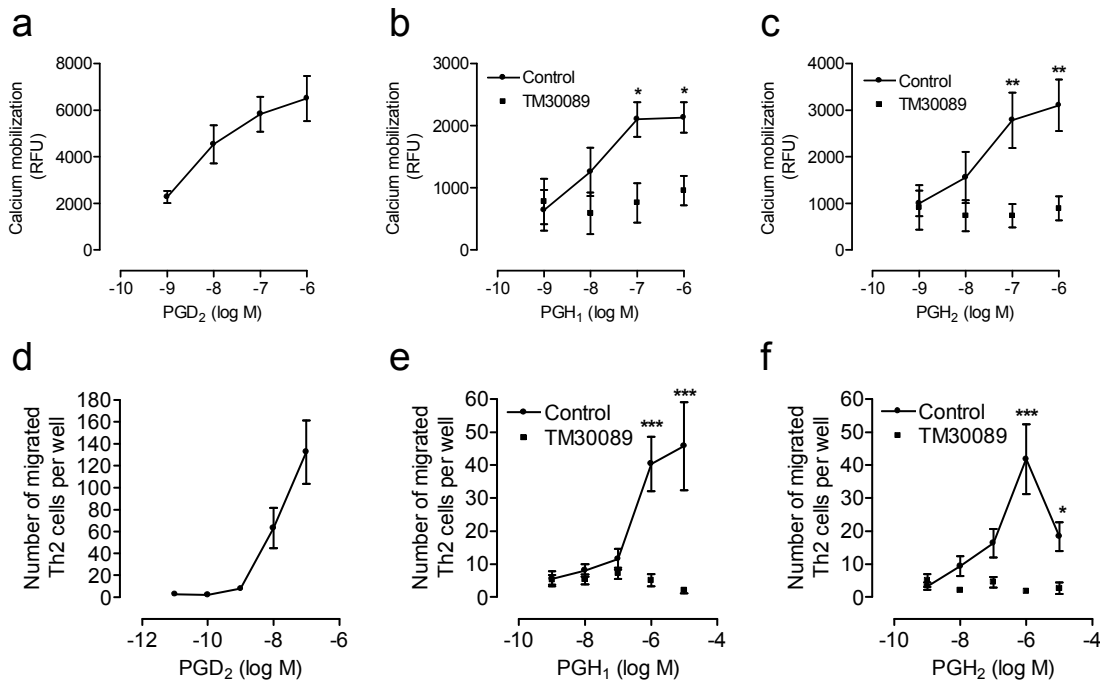 a
Calcium mobilization
(RFU)
8000
6000
4000
2000
0
-10
-9
-8
-7
-6
PGD2 (log M)
b
Calcium mobilization
(RFU)
3000
2000
1000
0
Control
TM30089
*
*
-10
-9
-8
-7
-6
PGH1 (log M)
c
Calcium mobilization
(RFU)
4000
3000
2000
1000
0
Control
TM30089
**
**
-10
-9
-8
-7
-6
PGH2 (log M)
d
Number of migrated
Th2 cells per well
180
160
140
120
100
80
60
40
20
0
-12
-10
-8
-6
PGD2 (log M)
e
Number of migrated
Th2 cells per well
60
50
40
30
20
10
0
Control
TM30089
***
***
-10
-8
-6
-4
PGH1 (log M)
f
Number of migrated
Th2 cells per well
60
50
40
30
20
10
0
Control
TM30089
***
*
-10
-8
-6
-4
PGH2 (log M)